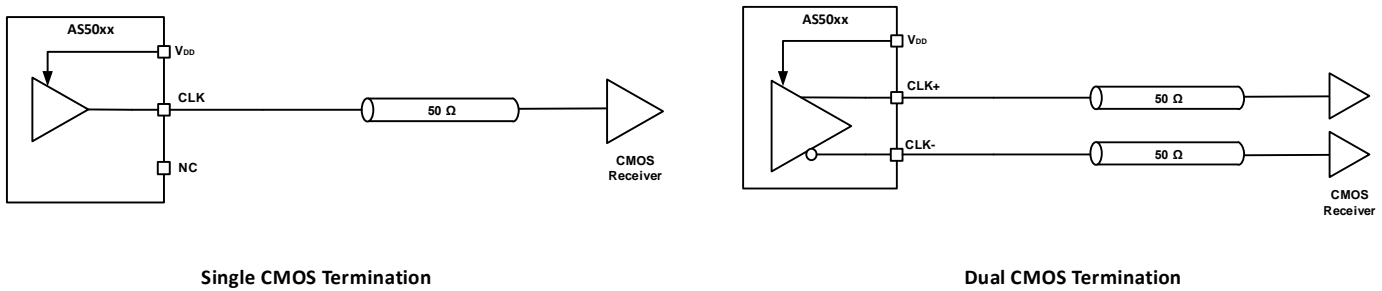 AS50xx
VDD
CLK
50 Ω
NC
CMOS
Receiver
Single CMOS Termination
AS50xx
VDD
CLK+
50 Ω
CLK-
50 Ω
CMOS
Receiver
Dual CMOS Termination